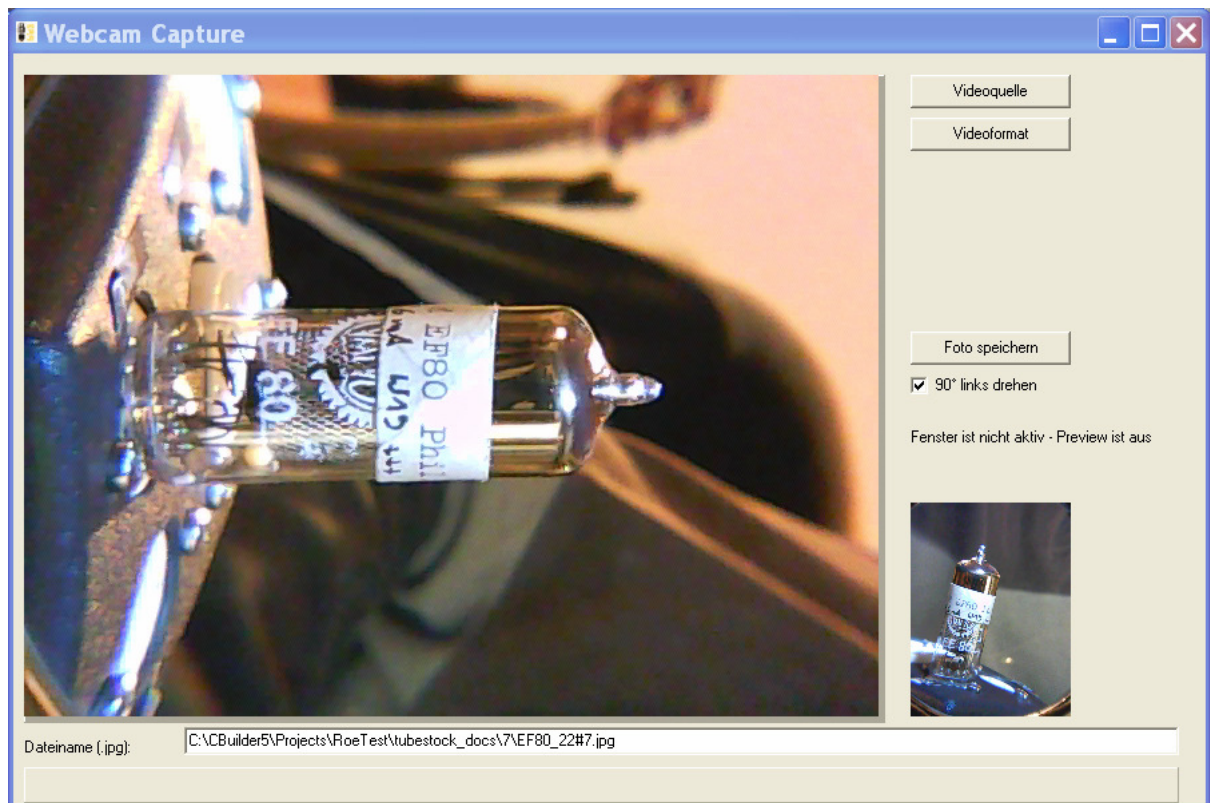 Webcam Capture
Videoquelle
Videoformat
Foto speichern
90° links drehen
Fenster ist nicht aktiv - Preview ist aus
EF80 Phil
mA
EF 80
Dateiname (.jpg):
C:\CBuilder5\Projects\RoeTest\tubestock_docs\7\EF80_22#7.jpg